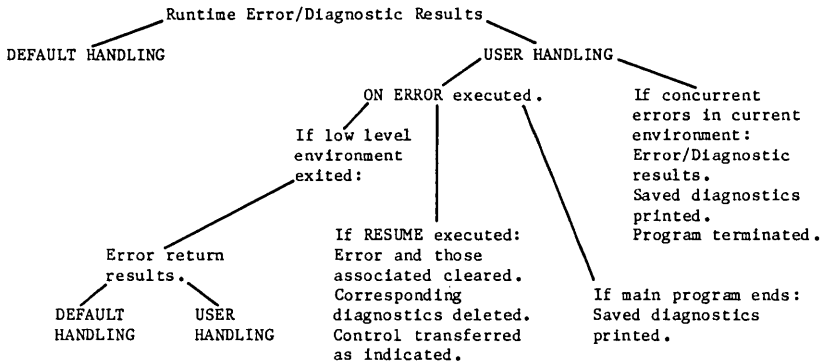 Runtime Error/Diagnostic Results
DEFAULT HANDLING
USER HANDLING
ON ERROR executed.
If low level
environment
exited:
Error return
results.
DEFAULT
HANDLING
USER
HANDLING
If RESUME executed:
Error and those
associated cleared.
Corresponding
diagnostics deleted.
Control transferred
as indicated.
If main program ends:
Saved diagnostics
printed.
If concurrent
errors in current
environment:
Error/Diagnostic
results.
Saved diagnostics
printed.
Program terminated.